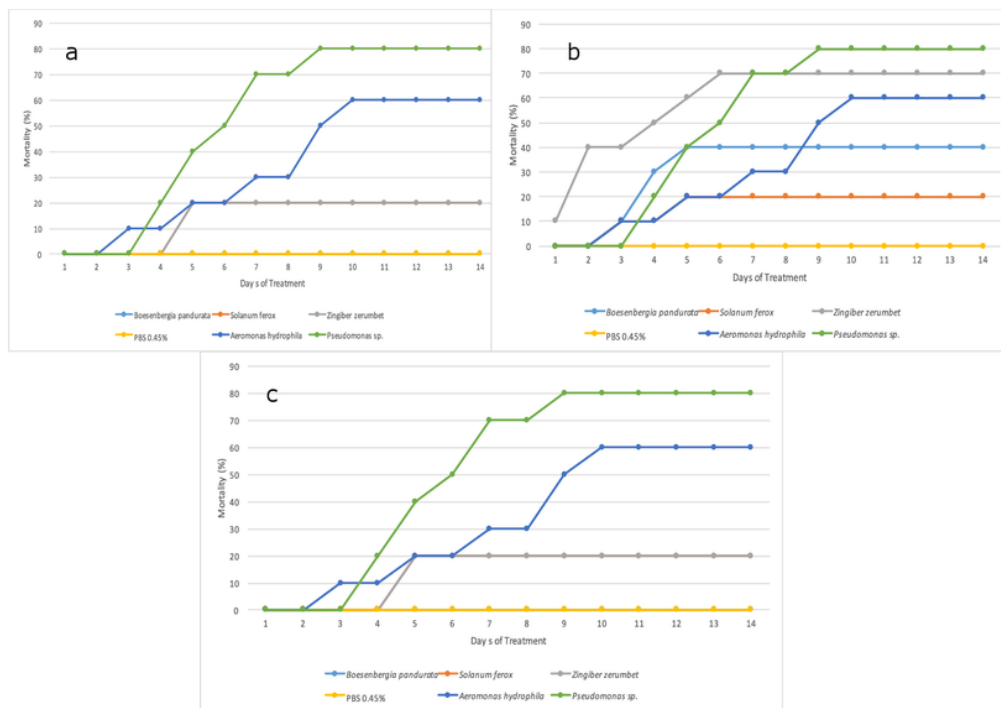 a
Mortality (%)
90
80
70
60
50
40
30
20
10
0
1 2 3 4 5 6 7 8 9 10 11 12 13 14
Days of Treatment
Boesenbergia pandurata Solanum ferox Zingiber zerumbet
PBS 0.45% Aeromonas hydrophila Pseudomonas sp.
b
Mortality (%)
90
80
70
60
50
40
30
20
10
0
1 2 3 4 5 6 7 8 9 10 11 12 13 14
Days of Treatment
Boesenbergia pandurata Solanum ferox Zingiber zerumbet
PBS 0.45% Aeromonas hydrophila Pseudomonas sp.
c
Mortality (%)
90
80
70
60
50
40
30
20
10
0
1 2 3 4 5 6 7 8 9 10 11 12 13 14
Day s of Treatment
Boesenbergia pandurata Solanum ferox Zingiber zerumbet
PBS 0.45% Aeromonas hydrophila Pseudomonas sp.